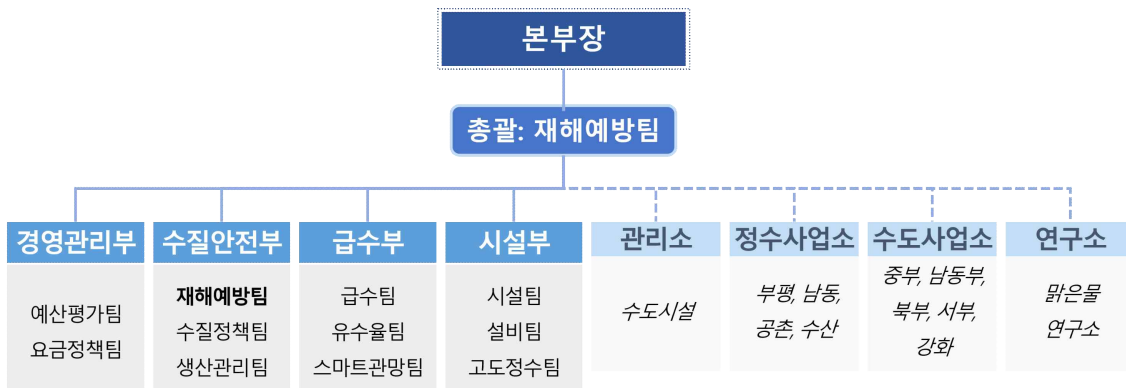 본부장
총괄: 재해예방팀
경영관리부
예산평가팀
요금정책팀
수질안전부
재해예방팀
수질정책팀
생산관리팀
급수부
급수팀
유수율팀
스마트관망팀
시설부
시설팀
설비팀
고도정수팀
관리소
수도시설
정수사업소
부평, 남동,
공촌, 수산
수도사업소
중부, 남동부,
북부, 서부,
강화
연구소
맑은물
연구소